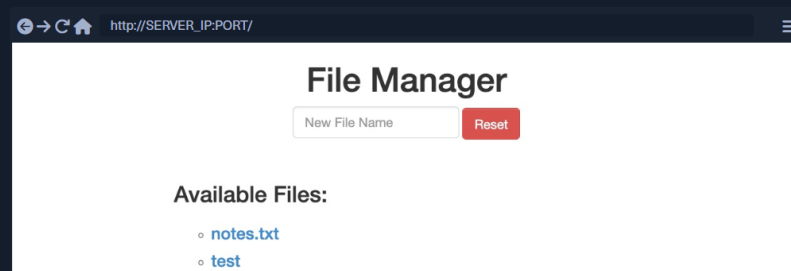 http://SERVER_IP:PORT/
File Manager
New File Name
Reset
Available Files:
notes.txt
test